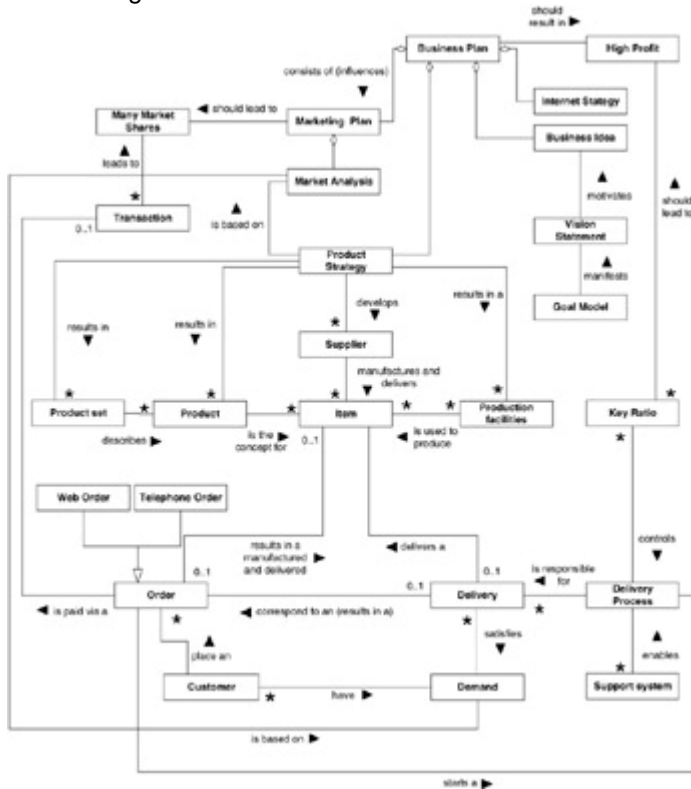 should
result in
Business Plan
High Profit
consists of (influences)
Internet Stategy
Many Market
Shares
should lead to
Marketing Plan
Business Idea
leads to
Market Analysis
motivates
should
lead to
Transaction
0..1
*
is based on
Vision
Statement
Product
Strategy
manifests
results in
results in
develops
results in a
Goal Model
*
Supplier
manufactures and
delivers
*
*
*
*
*
Product set
*
Product
*
Item
*
*
Production
facilities
Key Ratio
*
describes
is the
concept for
0..1
is used to
produce
Web Order
Telephone Order
results in a
manufactured
and delivered
delivers a
controls
0..1
0..1
0..1
is responsible
for
Order
Delivery
Delivery
Process
is paid via a
*
correspond to an (results in a)
*
*
place an
satisfies
enables
Customer
*
have
Demand
*
Support system
is based on
starts a